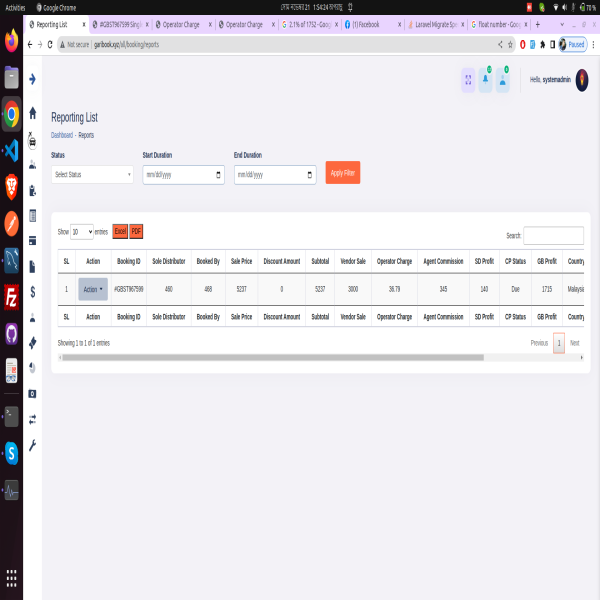 Activities Google Chrome 1:54:24 70 %
Reporting List #GBST967599 Singl Operator Charge Operator Charge 2.1% of 1752 - Goog (1) Facebook Laravel Migrate Spe float number - Goog
Not secure garibook.xyz/all/booking/reports Paused
Hello, systemadmin
Reporting List
Dashboard - Reports
Status Start Duration End Duration
Select Status mm/dd/yyyy mm/dd/yyyy Apply Filter
Show 10 entries Excel PDF
Search:
SL Action Booking ID Sole Distributor Booked By Sale Price Discount Amount Subtotal Vendor Sale Operator Charge Agent Commission SD Profit CP Status GB Profit Country
1 Action #GBST967599 460 468 5237 0 5237 3000 36.79 345 140 Due 1715 Malaysia
SL Action Booking ID Sole Distributor Booked By Sale Price Discount Amount Subtotal Vendor Sale Operator Charge Agent Commission SD Profit CP Status GB Profit Country
Showing 1 to 1 of 1 entries Previous 1 Next